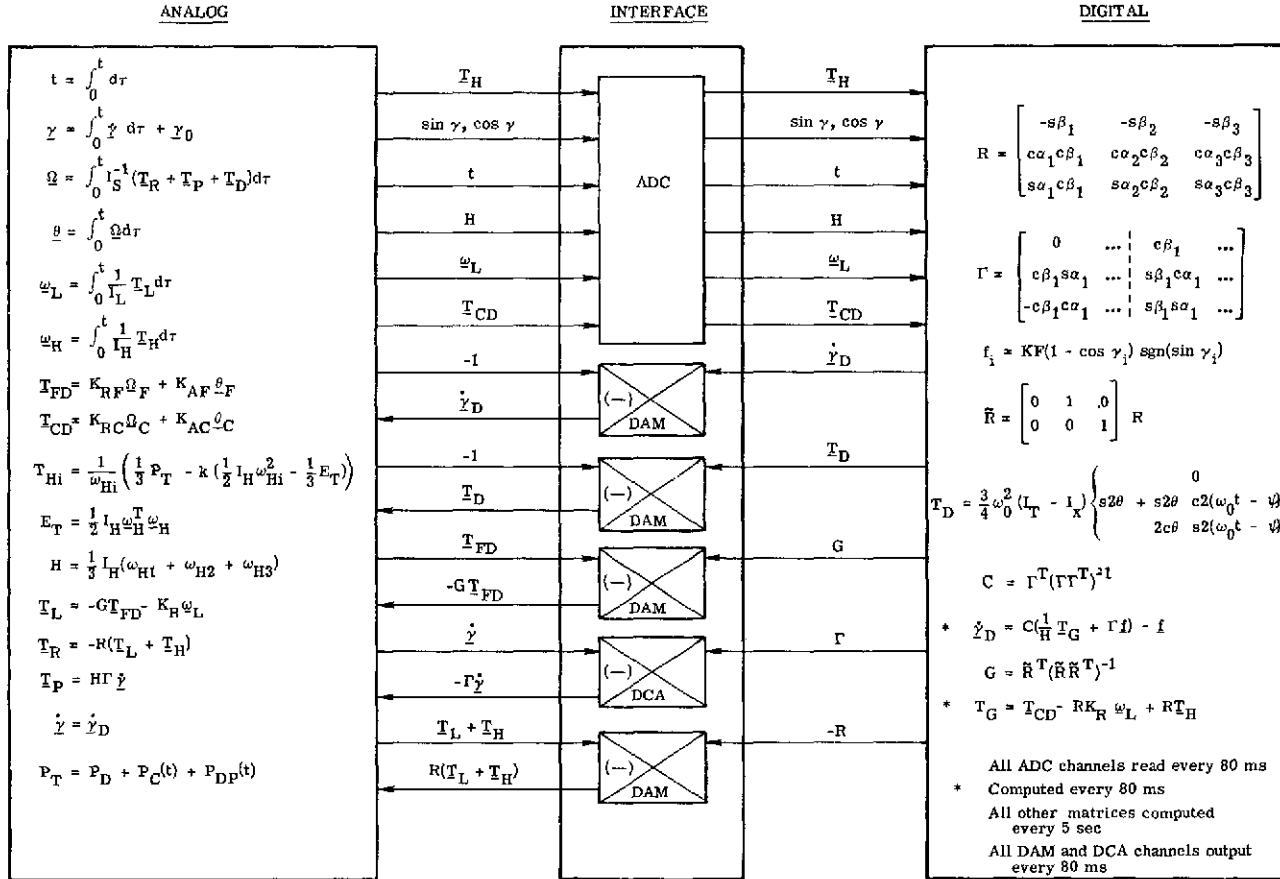 ANALOG
t = ∫₀ᵗ dτ
γ = ∫₀ᵗ γ̇ dτ + γ₀
Ω = ∫₀ᵗ I_S⁻¹(T_R + T_P + T_D)dτ
θ = ∫₀ᵗ Ωdτ
ω_L = ∫₀ᵗ 1/I_L T_L dτ
ω_H = ∫₀ᵗ 1/I_H T_H dτ
T_FD = K_RF Ω_F + K_AF θ_F
T_CD = K_RC Ω_C + K_AC θ_C
T_Hi = 1/ω_Hi (1/3 P_T - k (1/2 I_H ω²_Hi - 1/3 E_T))
E_T = 1/2 I_H ω_H^T ω_H
H = 1/3 I_H(ω_H1 + ω_H2 + ω_H3)
T_L = -GT_FD - K_R ω_L
T_R = -R(T_L + T_H)
T_P = HΓ γ̇
γ̇ = γ̇_D
P_T = P_D + P_C(t) + P_DP(t)
T_H
sin γ, cos γ
t
H
ω_L
T_CD
-1
γ̇_D
-1
T_D
T_FD
-G T_FD
γ̇
-Γγ̇
T_L + T_H
R(T_L + T_H)
INTERFACE
ADC
(—)
DAM
(—)
DAM
(—)
DAM
(—)
DCA
(—)
DAM
T_H
sin γ, cos γ
t
H
ω_L
T_CD
γ̇_D
T_D
G
Γ
-R
DIGITAL
R = [ -sβ₁ -sβ₂ -sβ₃
cα₁cβ₁ cα₂cβ₂ cα₃cβ₃
sα₁cβ₁ sα₂cβ₂ sα₃cβ₃ ]
Γ = [ 0 ... ¦ cβ₁ ...
cβ₁sα₁ ... ¦ sβ₁cα₁ ...
-cβ₁cα₁ ... ¦ sβ₁sα₁ ... ]
f_i = KF(1 - cos γ_i) sgn(sin γ_i)
R̃ = [ 0 1 .0
0 0 1 ] R
T_D = 3/4 ω₀² (I_T - I_x) { 0
s2θ + s2θ c2(ω₀t - ψ)
2cθ s2(ω₀t - ψ)
C = Γ^T(ΓΓ^T)⁻¹
* γ̇_D = C(1/H T_G + Γf) - f
G = R̃^T(R̃R̃^T)⁻¹
* T_G = T_CD - RK_R ω_L + RT_H
All ADC channels read every 80 ms
* Computed every 80 ms
All other matrices computed
every 5 sec
All DAM and DCA channels output
every 80 ms